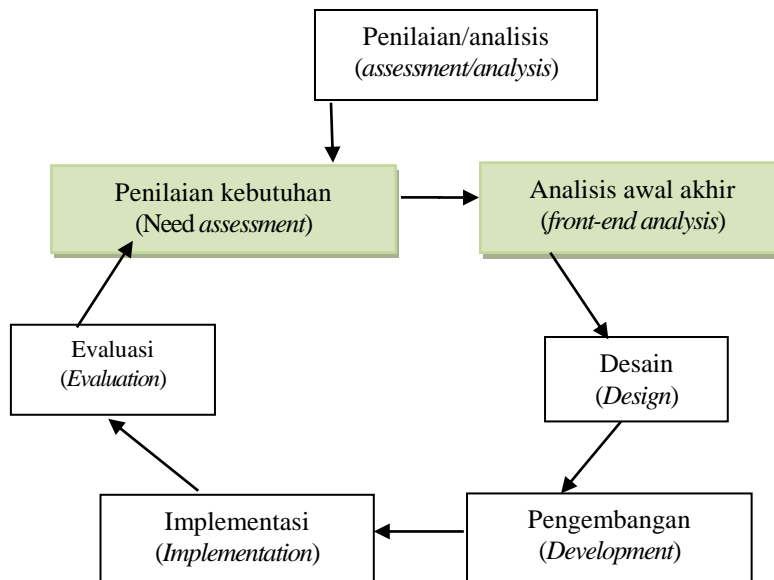 Penilaian/analisis
(assessment/analysis)
Penilaian kebutuhan
(Need assessment)
Analisis awal akhir
(front-end analysis)
Evaluasi
(Evaluation)
Desain
(Design)
Implementasi
(Implementation)
Pengembangan
(Development)